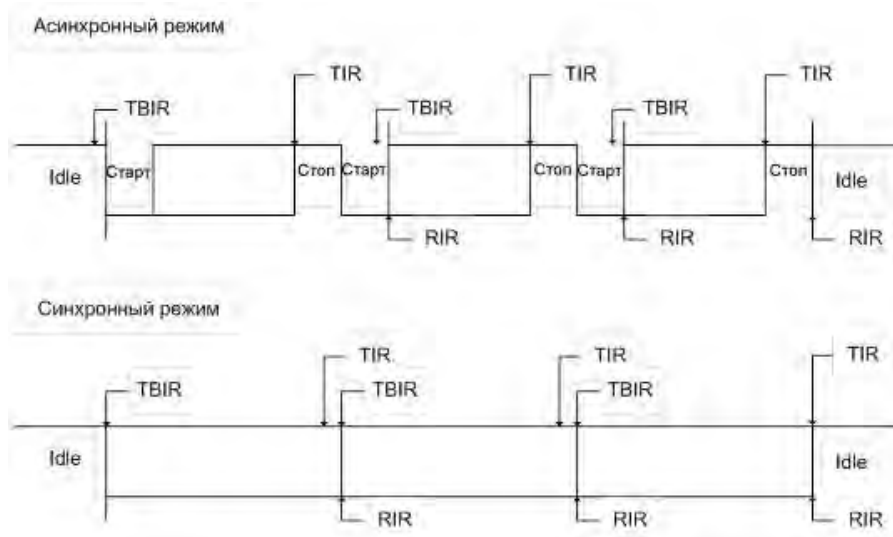 Асинхронный режим
TIR TIR TIR
TBIR TBIR TBIR
Idle Старт Стоп Старт Стоп Старт Стоп Idle
RIR RIR RIR
Синхронный режим
TIR. TIR TIR
TBIR TBIR TBIR
Idle Idle
RIR RIR RIR